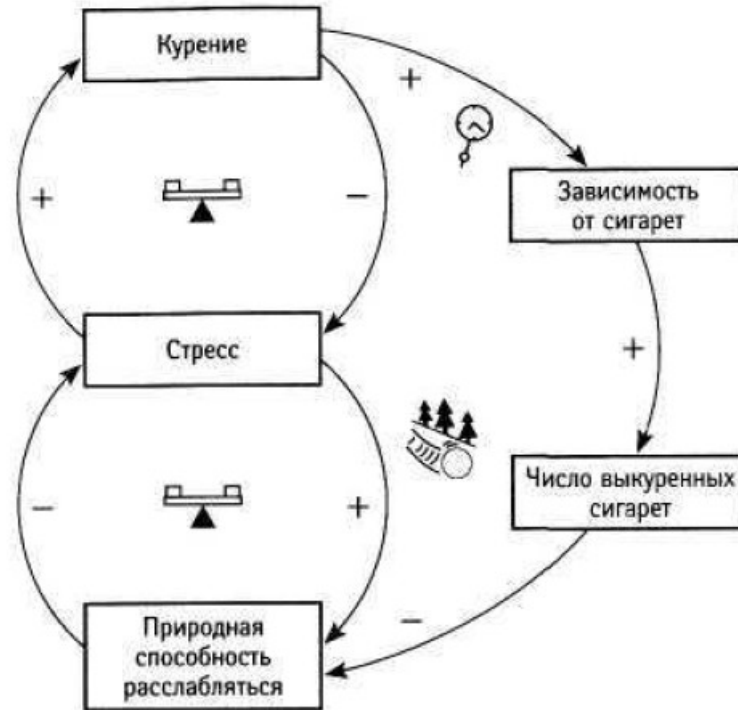 Курение
+
+
−
Зависимость
от сигарет
Стресс
+
−
+
Число выкуренных
сигарет
−
Природная
способность
расслабляться